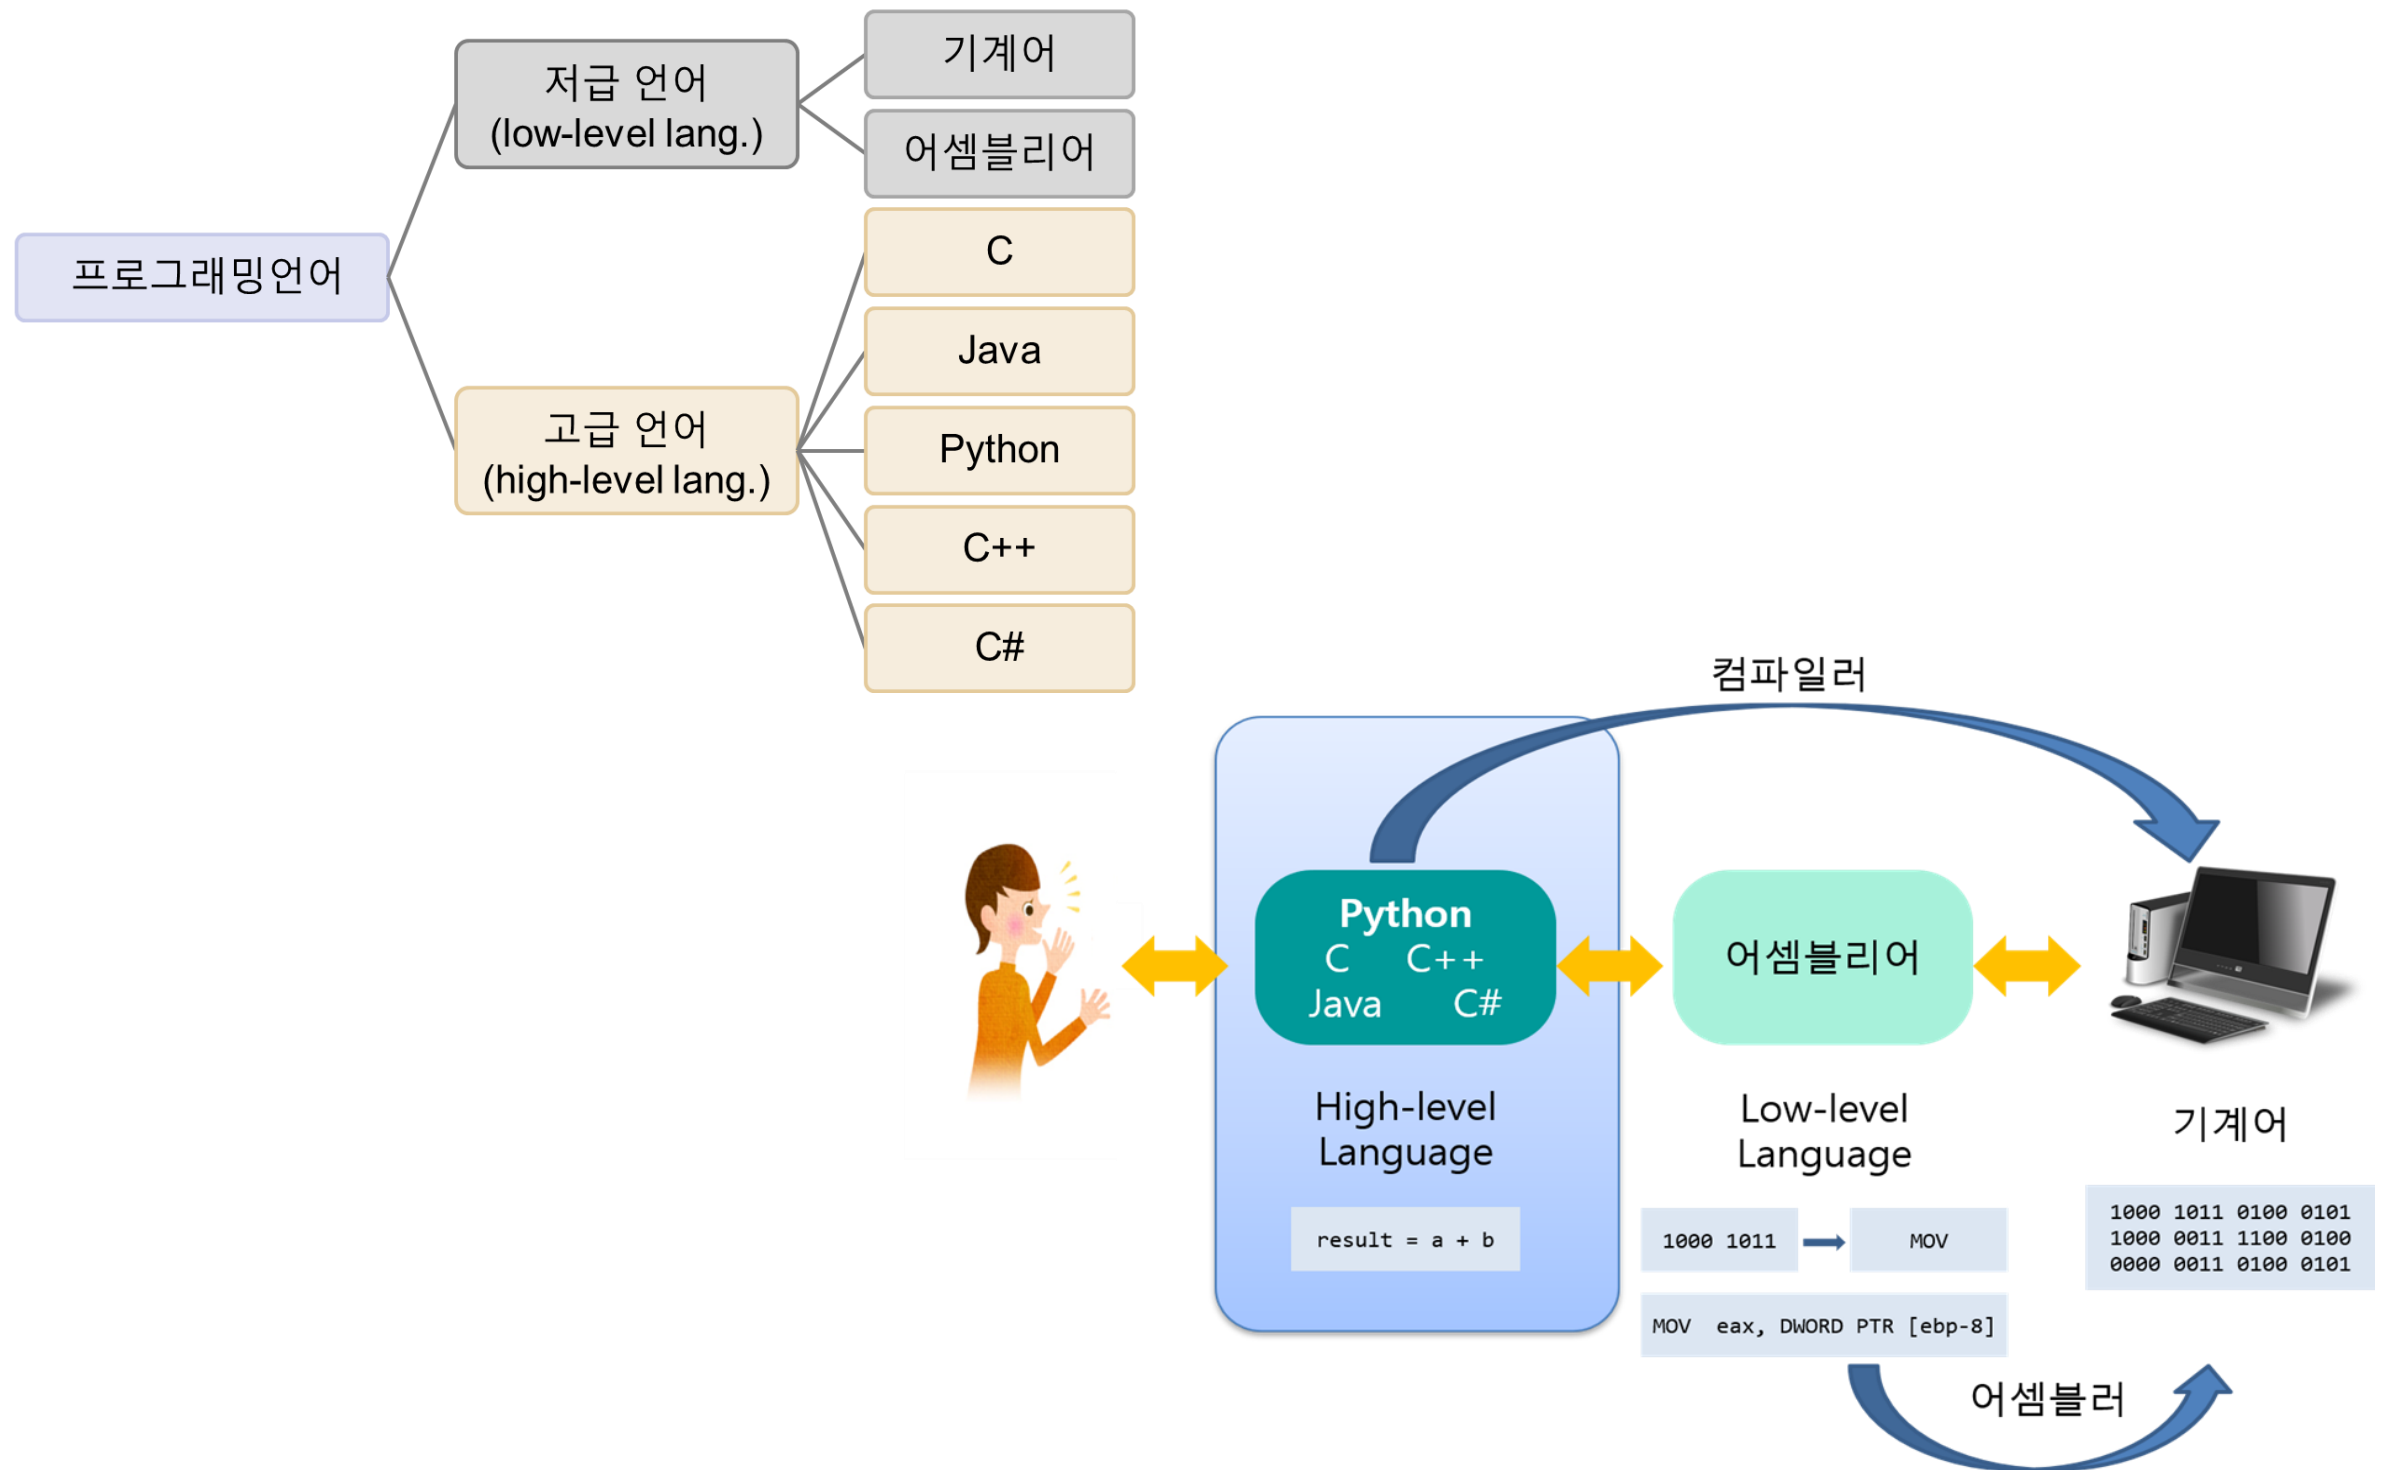 기계어
저급 언어
(low-level lang.)
어셈블리어
C
프로그래밍언어
Java
고급 언어
(high-level lang.)
Python
C++
C#
컴파일러
Python
C C++
Java C#
어셈블리어
High-level
Language
Low-level
Language
기계어
result = a + b
1000 1011
MOV
1000 1011 0100 0101
1000 0011 1100 0100
0000 0011 0100 0101
MOV eax, DWORD PTR [ebp-8]
어셈블러